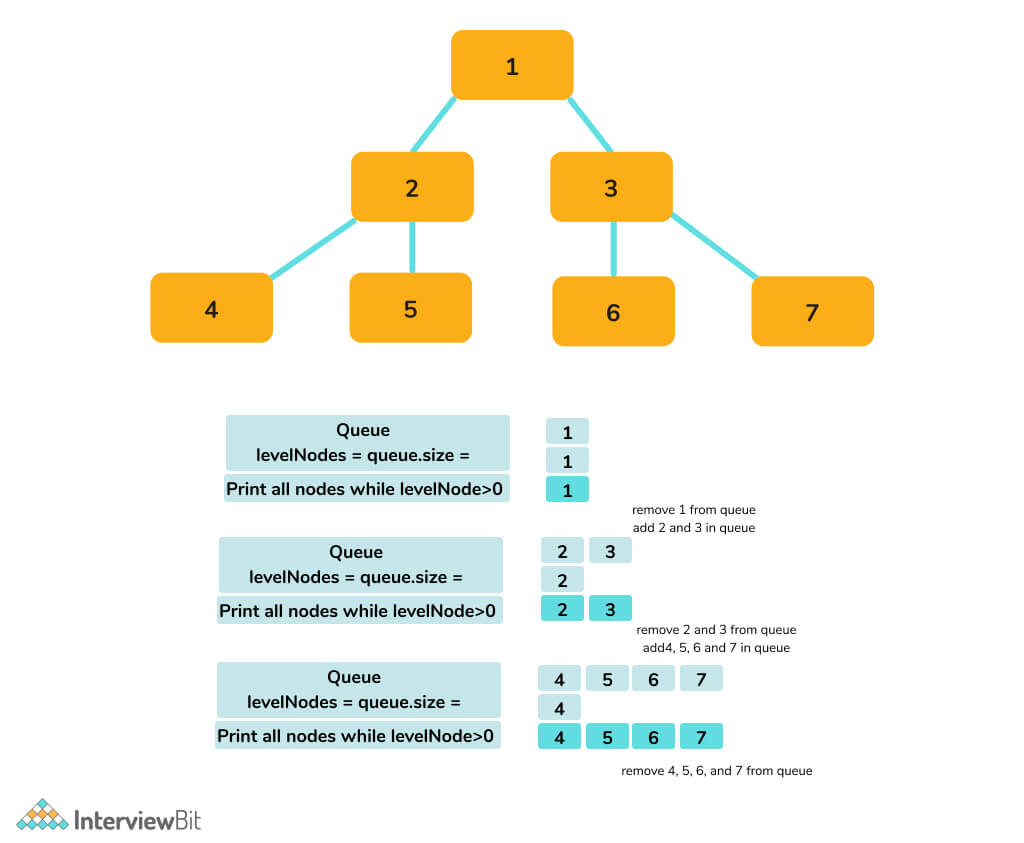 1
2 3
4 5 6 7
Queue 1
levelNodes = queue.size = 1
Print all nodes while levelNode>0 1
remove 1 from queue
add 2 and 3 in queue
Queue 2 3
levelNodes = queue.size = 2
Print all nodes while levelNode>0 2 3
remove 2 and 3 from queue
add4, 5, 6 and 7 in queue
Queue 4 5 6 7
levelNodes = queue.size = 4
Print all nodes while levelNode>0 4 5 6 7
remove 4, 5, 6, and 7 from queue
InterviewBit